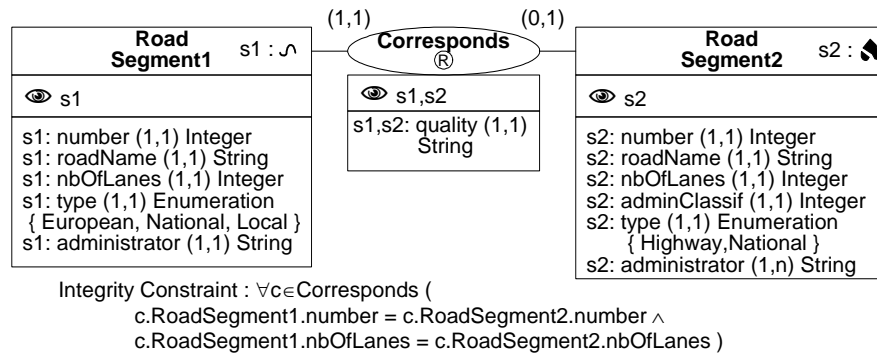 (1,1)
(0,1)
Road
Segment1
s1 :
s1
s1: number (1,1) Integer
s1: roadName (1,1) String
s1: nbOfLanes (1,1) Integer
s1: type (1,1) Enumeration
{ European, National, Local }
s1: administrator (1,1) String
Corresponds
Ⓡ
s1,s2
s1,s2: quality (1,1)
String
Road
Segment2
s2 :
s2
s2: number (1,1) Integer
s2: roadName (1,1) String
s2: nbOfLanes (1,1) Integer
s2: adminClassif (1,1) Integer
s2: type (1,1) Enumeration
{ Highway,National }
s2: administrator (1,n) String
Integrity Constraint : ∀c∈Corresponds (
c.RoadSegment1.number = c.RoadSegment2.number ∧
c.RoadSegment1.nbOfLanes = c.RoadSegment2.nbOfLanes )